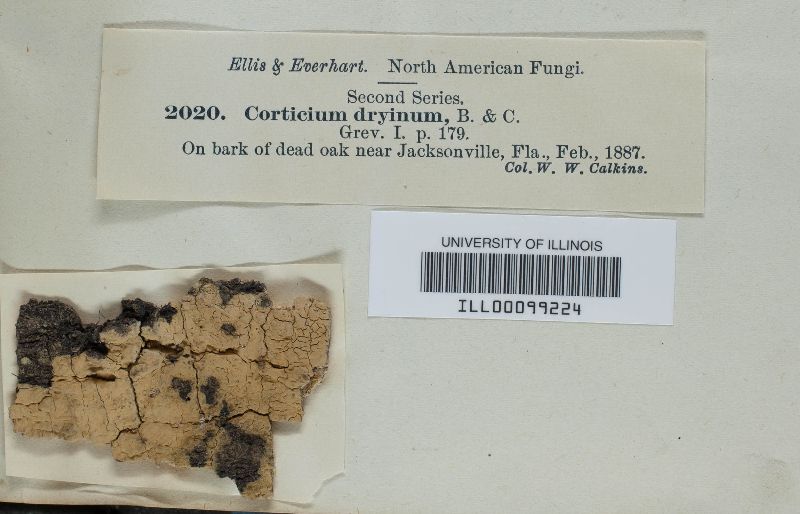 Ellis & Everhart. North American Fungi.
Second Series.
2020. Corticium dryinum, B. & C.
Grev. I. p. 179.
On bark of dead oak near Jacksonville, Fla., Feb., 1887.
Col. W. W. Calkins.
UNIVERSITY OF ILLINOIS
ILL00099224